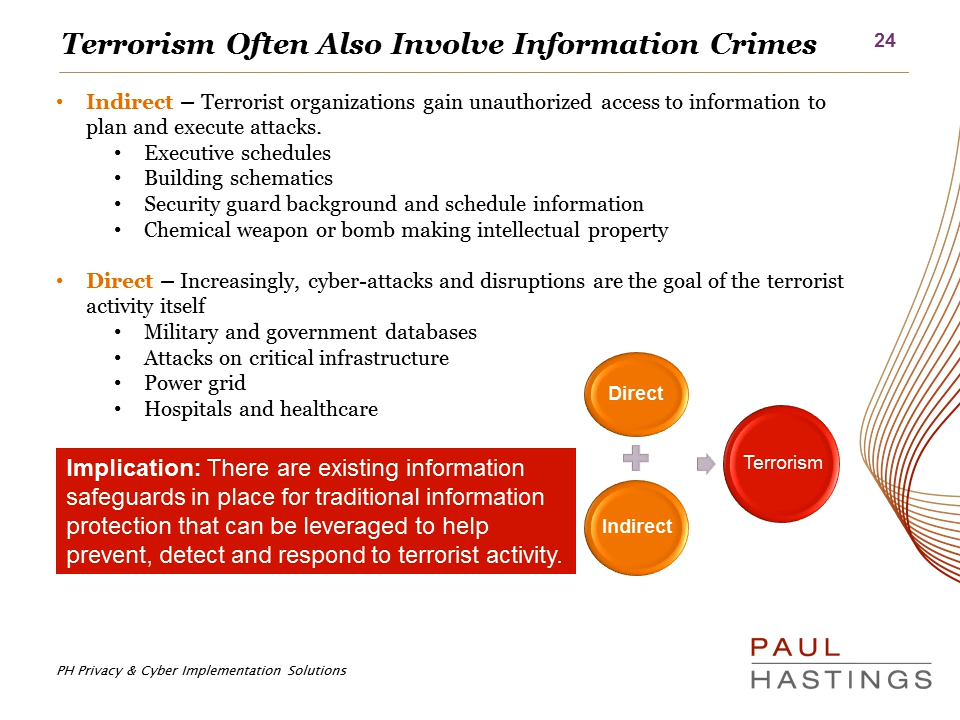 Terrorism Often Also Involve Information Crimes
24
• Indirect – Terrorist organizations gain unauthorized access to information to
plan and execute attacks.
• Executive schedules
• Building schematics
• Security guard background and schedule information
• Chemical weapon or bomb making intellectual property
• Direct – Increasingly, cyber-attacks and disruptions are the goal of the terrorist
activity itself
• Military and government databases
• Attacks on critical infrastructure
• Power grid
• Hospitals and healthcare
Direct
Indirect
Terrorism
Implication: There are existing information
safeguards in place for traditional information
protection that can be leveraged to help
prevent, detect and respond to terrorist activity.
PH Privacy & Cyber Implementation Solutions
PAUL
HASTINGS